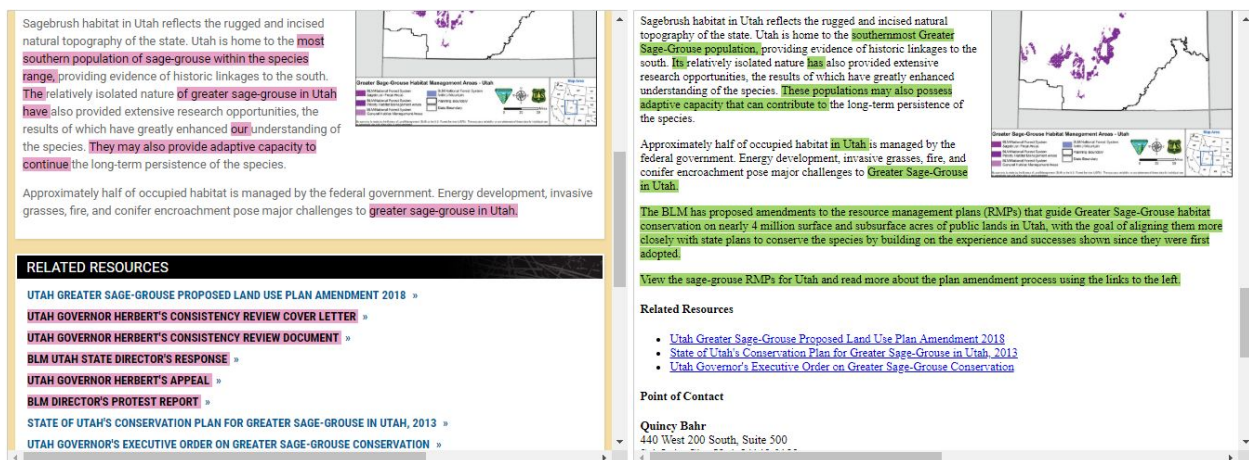 Sagebrush habitat in Utah reflects the rugged and incised
natural topography of the state. Utah is home to the most
southern population of sage-grouse within the species
range, providing evidence of historic linkages to the south.
The relatively isolated nature of greater sage-grouse in Utah
have also provided extensive research opportunities, the
results of which have greatly enhanced our understanding of
the species. They may also provide adaptive capacity to
continue the long-term persistence of the species.
Greater Sage-Grouse Habitat Management Areas - Utah
Approximately half of occupied habitat is managed by the federal government. Energy development, invasive
grasses, fire, and conifer encroachment pose major challenges to greater sage-grouse in Utah.
RELATED RESOURCES
UTAH GREATER SAGE-GROUSE PROPOSED LAND USE PLAN AMENDMENT 2018 »
UTAH GOVERNOR HERBERT'S CONSISTENCY REVIEW COVER LETTER »
UTAH GOVERNOR HERBERT'S CONSISTENCY REVIEW DOCUMENT »
BLM UTAH STATE DIRECTOR'S RESPONSE »
UTAH GOVERNOR HERBERT'S APPEAL »
BLM DIRECTOR'S PROTEST REPORT »
STATE OF UTAH'S CONSERVATION PLAN FOR GREATER SAGE-GROUSE IN UTAH, 2013 »
UTAH GOVERNOR'S EXECUTIVE ORDER ON GREATER SAGE-GROUSE CONSERVATION »
Sagebrush habitat in Utah reflects the rugged and incised natural
topography of the state. Utah is home to the southernmost Greater
Sage-Grouse population, providing evidence of historic linkages to the
south. Its relatively isolated nature has also provided extensive
research opportunities, the results of which have greatly enhanced
understanding of the species. These populations may also possess
adaptive capacity that can contribute to the long-term persistence of
the species.
Greater Sage-Grouse Habitat Management Areas - Utah
Approximately half of occupied habitat in Utah is managed by the
federal government. Energy development, invasive grasses, fire, and
conifer encroachment pose major challenges to Greater Sage-Grouse
in Utah.
The BLM has proposed amendments to the resource management plans (RMPs) that guide Greater Sage-Grouse habitat
conservation on nearly 4 million surface and subsurface acres of public lands in Utah, with the goal of aligning them more
closely with state plans to conserve the species by building on the experience and successes shown since they were first
adopted.
View the sage-grouse RMPs for Utah and read more about the plan amendment process using the links to the left.
Related Resources
Utah Greater Sage-Grouse Proposed Land Use Plan Amendment 2018
State of Utah's Conservation Plan for Greater Sage-Grouse in Utah, 2013
Utah Governor's Executive Order on Greater Sage-Grouse Conservation
Point of Contact
Quincy Bahr
440 West 200 South, Suite 500